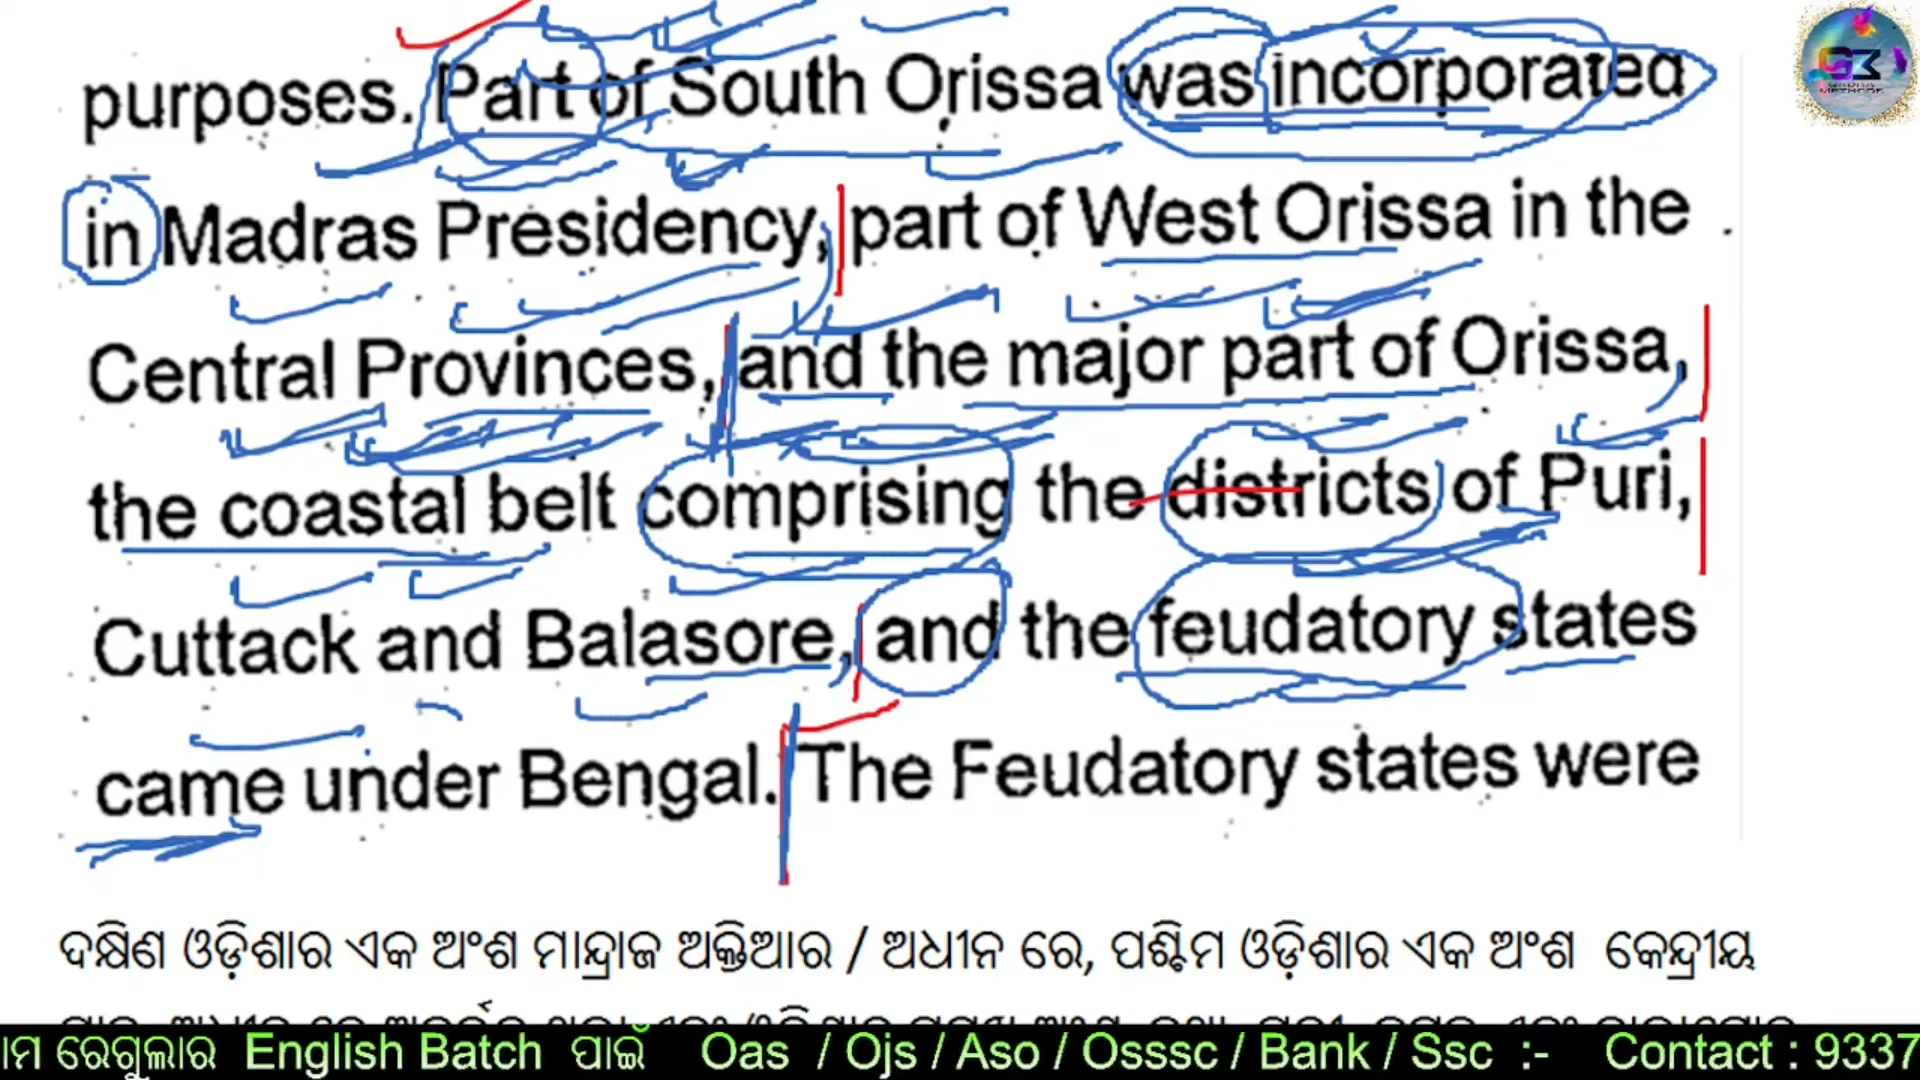 purposes. Part of South Orissa was incorporated
in Madras Presidency, part of West Orissa in the
Central Provinces, and the major part of Orissa,
the coastal belt comprising the districts of Puri,
Cuttack and Balasore, and the feudatory states
came under Bengal. The Feudatory states were
ଦକ୍ଷିଣ ଓଡ଼ିଶାର ଏକ ଅଂଶ ମାନ୍ଦ୍ରାଜ ଅକ୍ତିଆର / ଅଧୀନ ରେ, ପଶ୍ଚିମ ଓଡ଼ିଶାର ଏକ ଅଂଶ କେନ୍ଦ୍ରୀୟ
ରେଗୁଲାର English Batch ପାଇଁ Oas / Ojs / Aso / Osssc / Bank / Ssc :- Contact : 9337